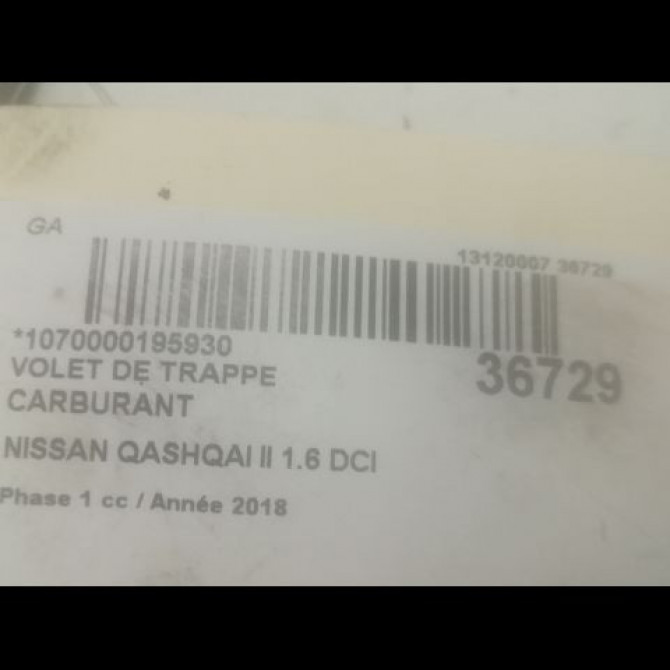 GA
13120007 36729
*1070000195930
36729
VOLET DE TRAPPE
CARBURANT
NISSAN QASHQAI II 1.6 DCI
Phase 1 cc / Année 2018